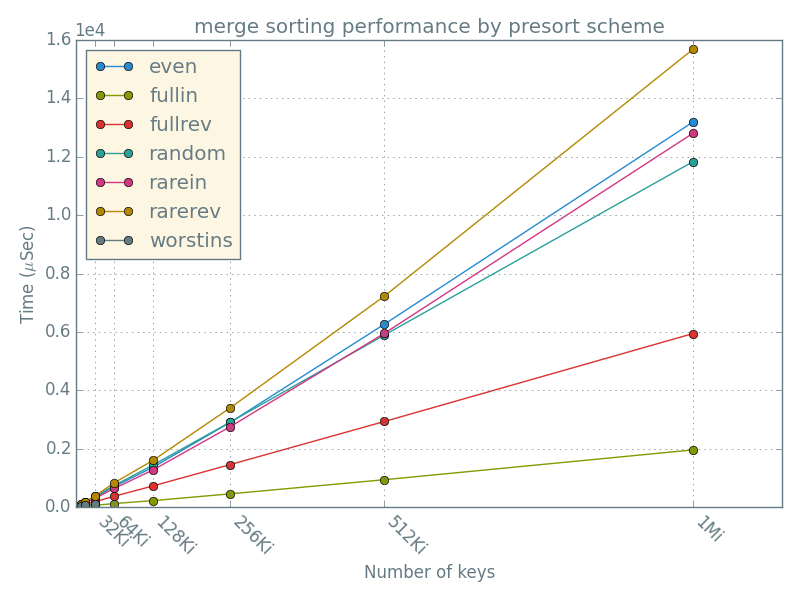 merge sorting performance by presort scheme
1e4
1.6
1.4
1.2
1.0
0.8
0.6
0.4
0.2
0.0
even
fullin
fullrev
random
rarein
rarerev
worstins
Time (μSec)
32Ki
64Ki
128Ki
256Ki
512Ki
1Mi
Number of keys